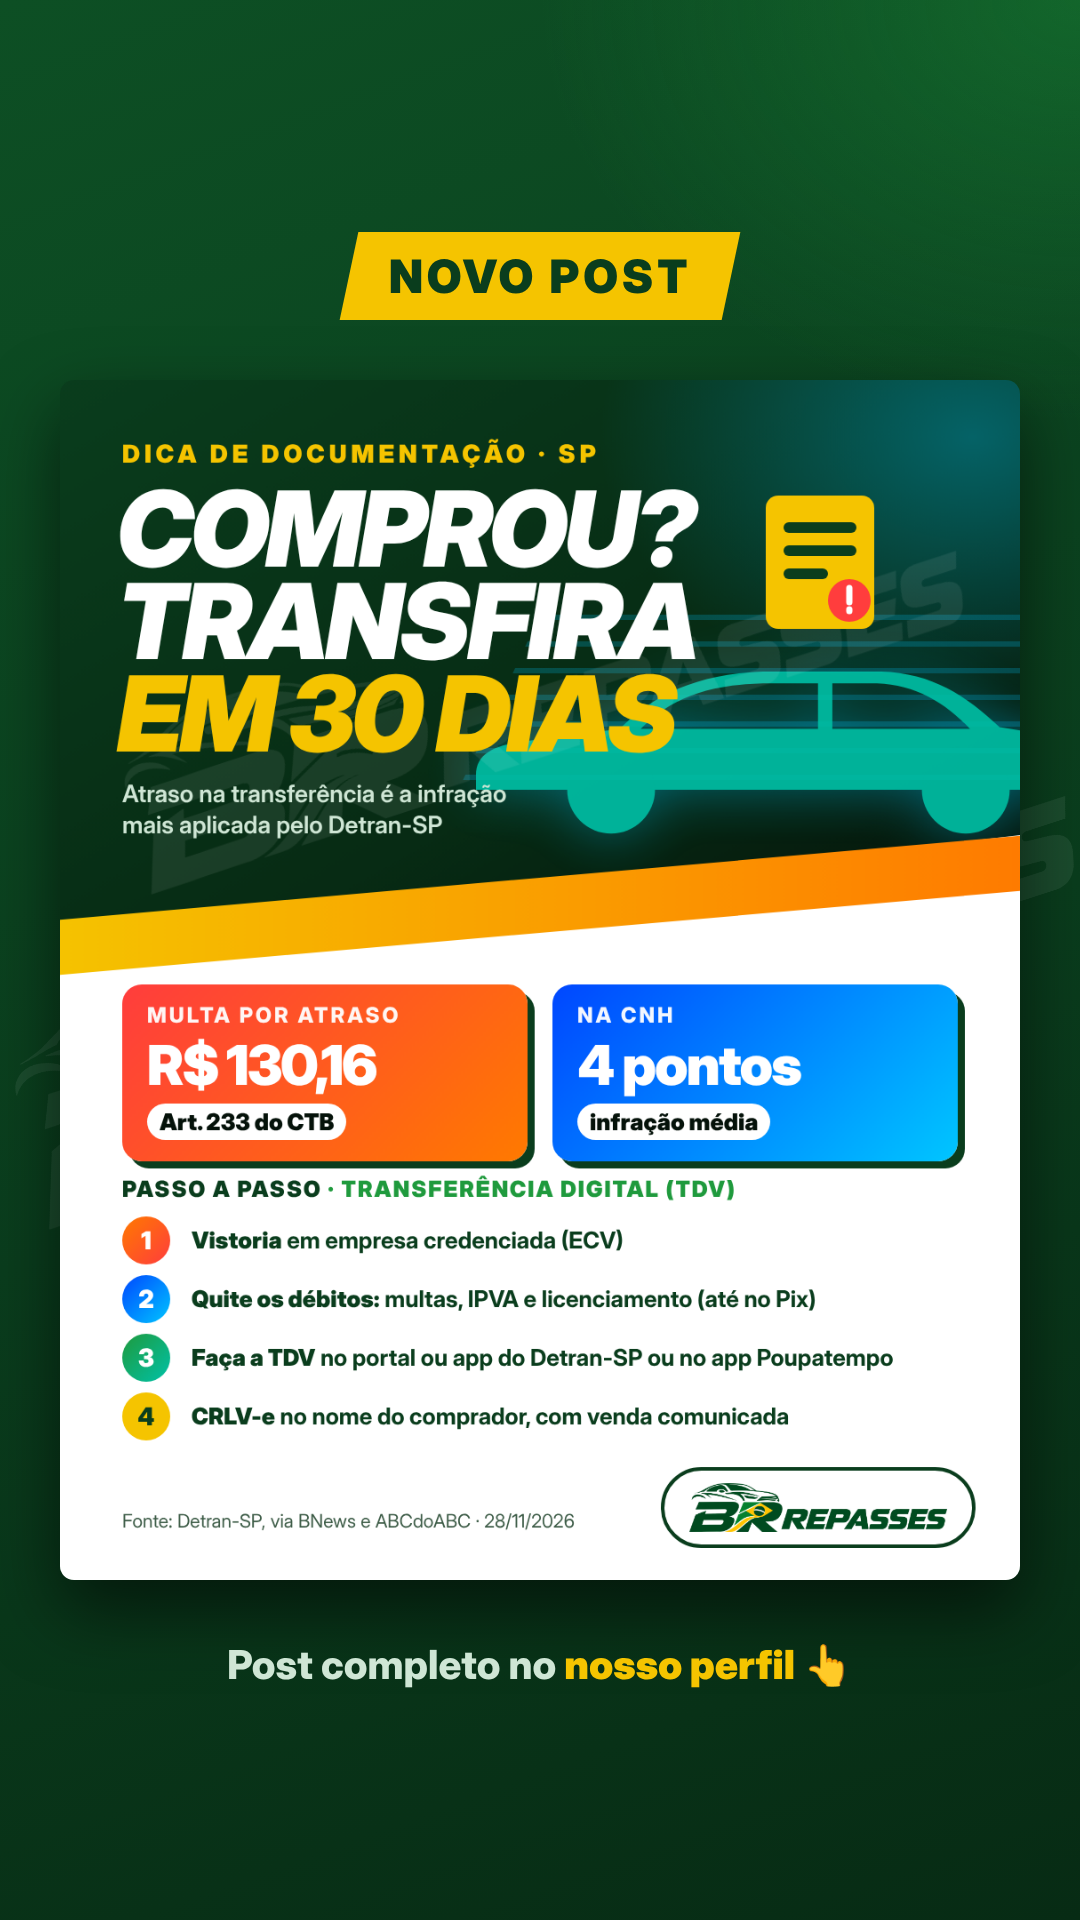 NOVO POST
DICA DE DOCUMENTAÇÃO · SP
COMPROU?
TRANSFIRA
EM 30 DIAS
Atraso na transferência é a infração
mais aplicada pelo Detran-SP
MULTA POR ATRASO
R$ 130,16
Art. 233 do CTB
NA CNH
4 pontos
infração média
PASSO A PASSO · TRANSFERÊNCIA DIGITAL (TDV)
1 Vistoria em empresa credenciada (ECV)
2 Quite os débitos: multas, IPVA e licenciamento (até no Pix)
3 Faça a TDV no portal ou app do Detran-SP ou no app Poupatempo
4 CRLV-e no nome do comprador, com venda comunicada
Fonte: Detran-SP, via BNews e ABCdoABC · 28/11/2026
BR REPASSES
Post completo no nosso perfil 👆